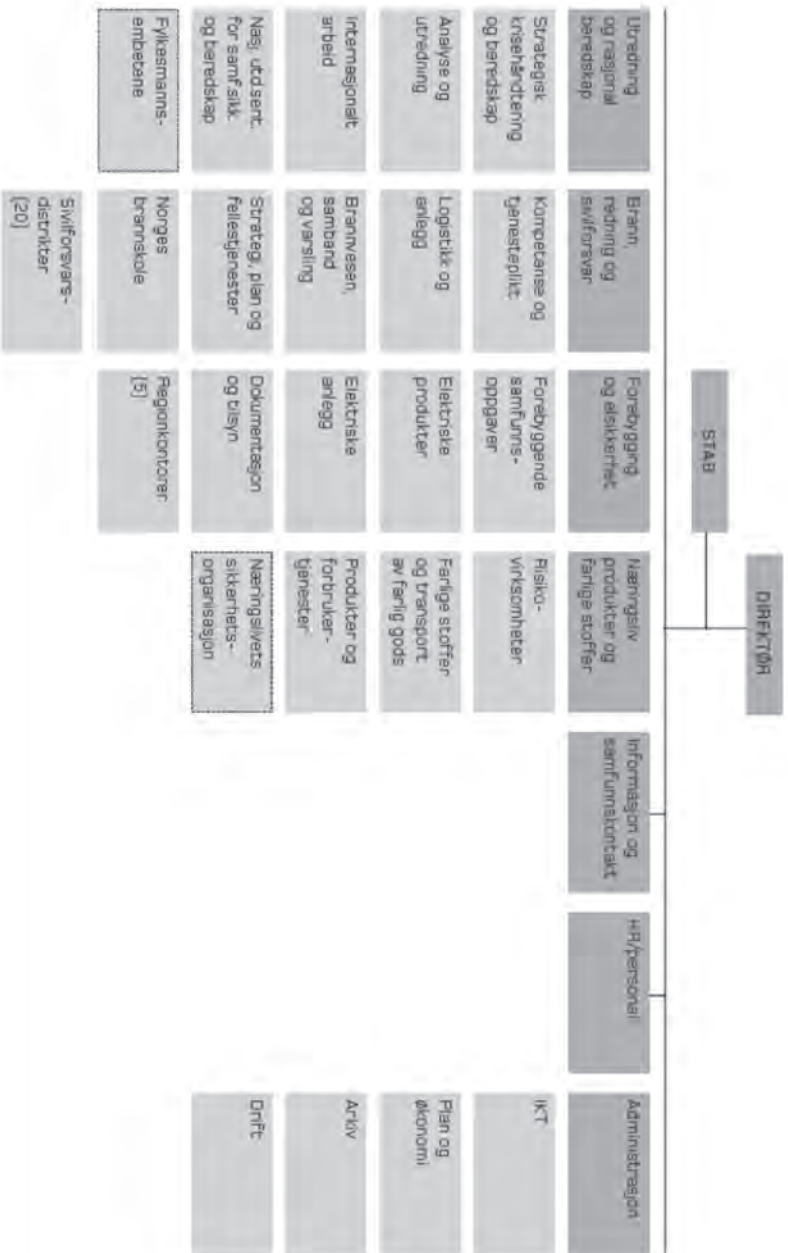 DIREKTØR
STAB
Utredning
og nasjonal
beredskap
Strategisk
krisehåndtering
og beredskap
Analyse og
utredning
Internasjonalt
arbeid
Nasj. utd.sent.
for samf.sikk.
og beredskap
Fylkesmanns-
embetene
Brann,
redning og
sivilforsvar
Kompetanse og
tjenesteplikt
Logistikk og
anlegg
Brannvesen,
samband
og varsling
Strategi, plan og
fellestjenester
Norges
brannskole
Sivilforsvars-
distrikter
(20)
Forebygging
og elsikkerhet
Forebyggende
samfunns-
oppgaver
Elektriske
produkter
Elektriske
anlegg
Dokumentasjon
og tilsyn
Regionkontorer
(5)
Næringsliv
produkter og
farlige stoffer
Risiko-
virksomheter
Farlige stoffer
og transport
av farlig gods
Produkter og
forbruker-
tjenester
Næringslivets
sikkerhets-
organisasjon
Informasjon og
samfunnskontakt
HR/personal
Administrasjon
IKT
Plan og
økonomi
Arkiv
Drift